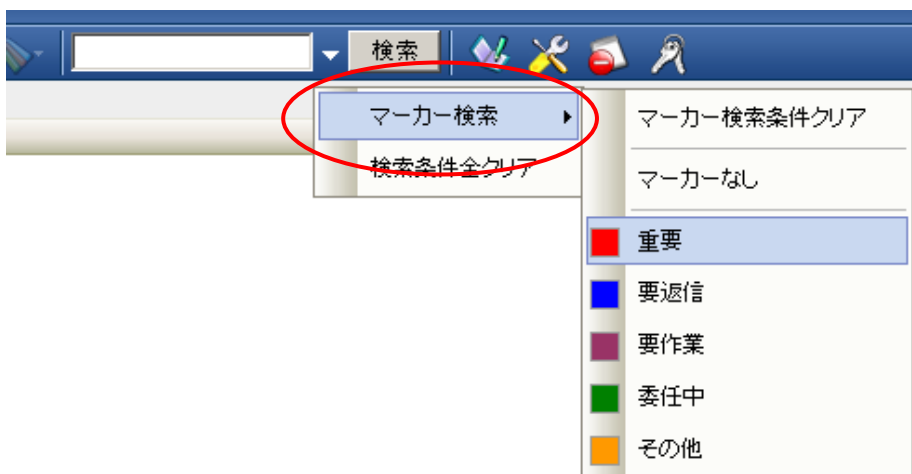 検索
マーカー検索
検索条件全クリア
マーカー検索条件クリア
マーカーなし
重要
要返信
要作業
委任中
その他